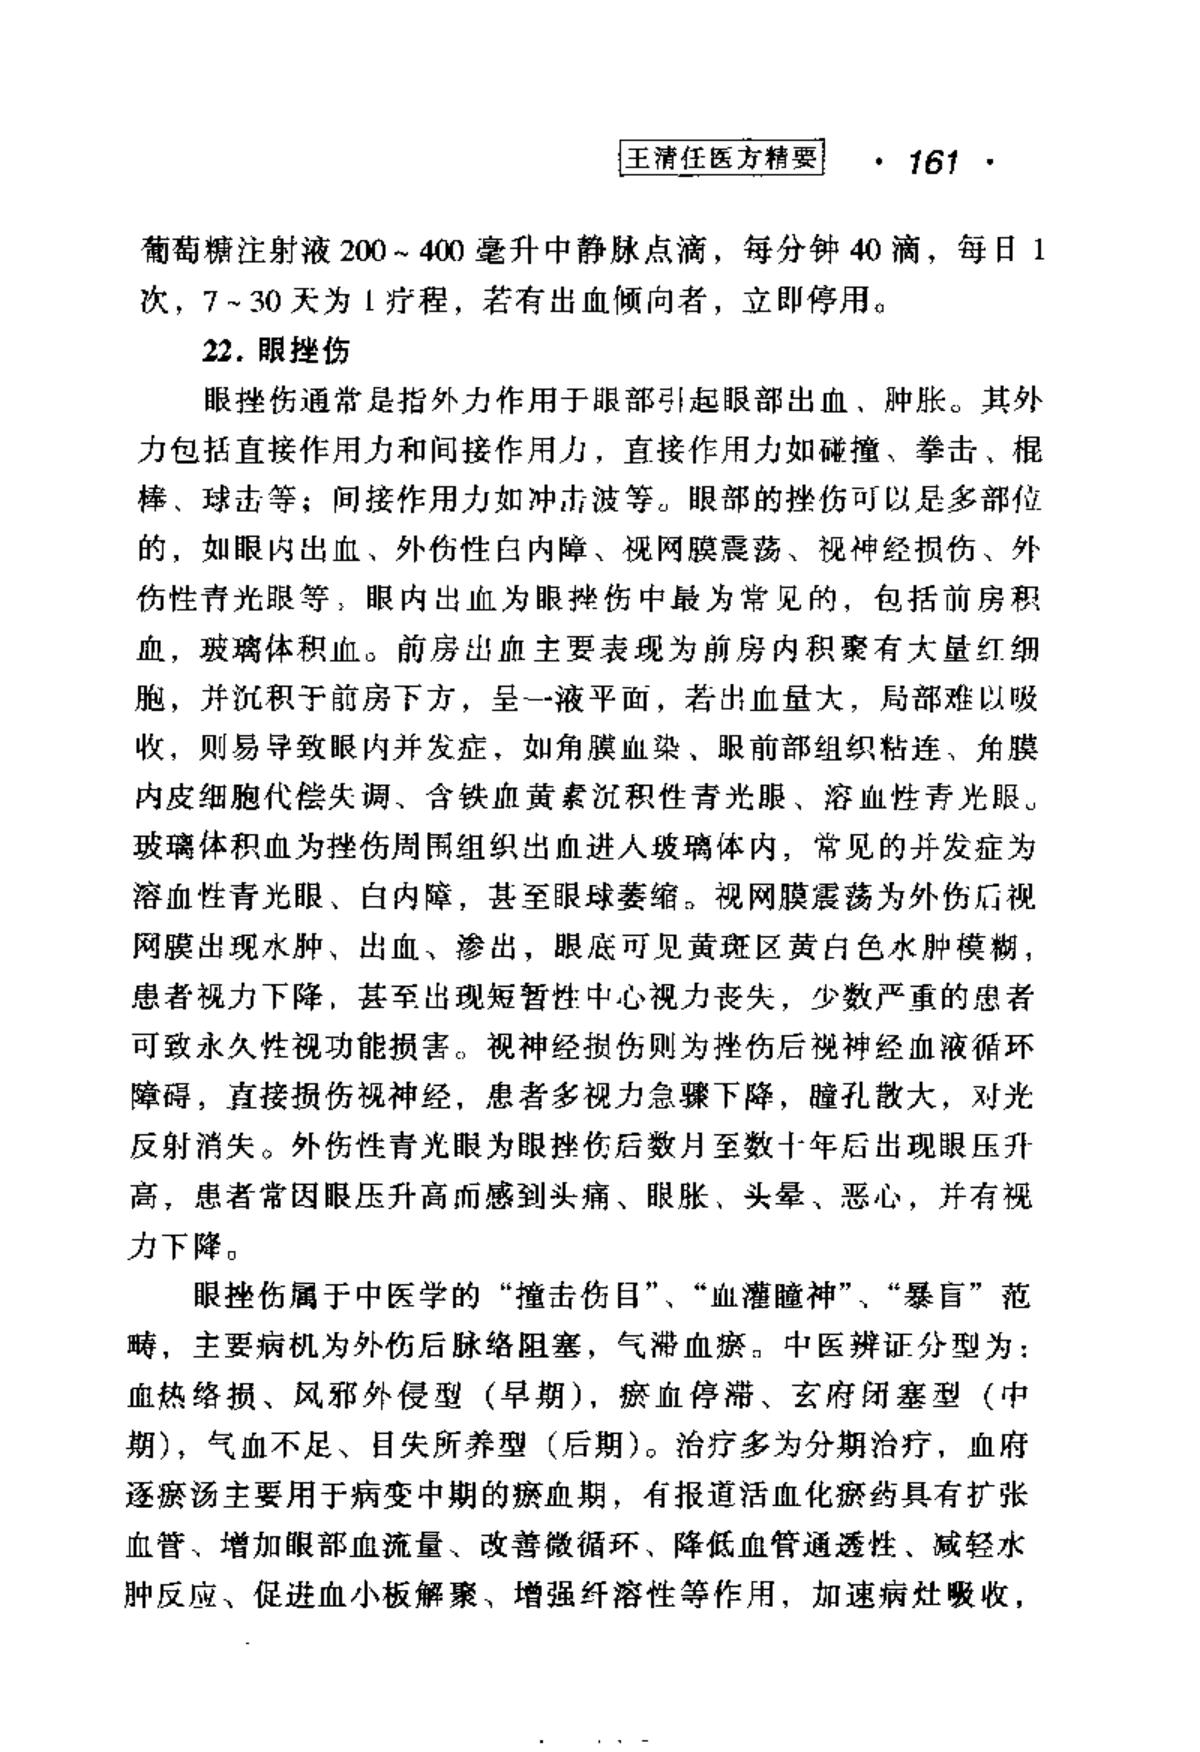 王清任医方精要 · 161 ·
葡萄糖注射液 200～400 毫升中静脉点滴，每分钟 40 滴，每日 1
次，7～30 天为 1 疗程，若有出血倾向者，立即停用。
22. 眼挫伤
眼挫伤通常是指外力作用于眼部引起眼部出血、肿胀。其外
力包括直接作用力和间接作用力，直接作用力如碰撞、拳击、棍
棒、球击等；间接作用力如冲击波等。眼部的挫伤可以是多部位
的，如眼内出血、外伤性白内障、视网膜震荡、视神经损伤、外
伤性青光眼等，眼内出血为眼挫伤中最为常见的，包括前房积
血，玻璃体积血。前房出血主要表现为前房内积聚有大量红细
胞，并沉积于前房下方，呈一液平面，若出血量大，局部难以吸
收，则易导致眼内并发症，如角膜血染、眼前部组织粘连、角膜
内皮细胞代偿失调、含铁血黄素沉积性青光眼、溶血性青光眼。
玻璃体积血为挫伤周围组织出血进入玻璃体内，常见的并发症为
溶血性青光眼、白内障，甚至眼球萎缩。视网膜震荡为外伤后视
网膜出现水肿、出血、渗出，眼底可见黄斑区黄白色水肿模糊，
患者视力下降，甚至出现短暂性中心视力丧失，少数严重的患者
可致永久性视功能损害。视神经损伤则为挫伤后视神经血液循环
障碍，直接损伤视神经，患者多视力急骤下降，瞳孔散大，对光
反射消失。外伤性青光眼为眼挫伤后数月至数十年后出现眼压升
高，患者常因眼压升高而感到头痛、眼胀、头晕、恶心，并有视
力下降。
眼挫伤属于中医学的“撞击伤目”、“血灌瞳神”、“暴盲”范
畴，主要病机为外伤后脉络阻塞，气滞血瘀。中医辨证分型为：
血热络损、风邪外侵型（早期），瘀血停滞、玄府闭塞型（中
期），气血不足、目失所养型（后期）。治疗多为分期治疗，血府
逐瘀汤主要用于病变中期的瘀血期，有报道活血化瘀药具有扩张
血管、增加眼部血流量、改善微循环、降低血管通透性、减轻水
肿反应、促进血小板解聚、增强纤溶性等作用，加速病灶吸收，